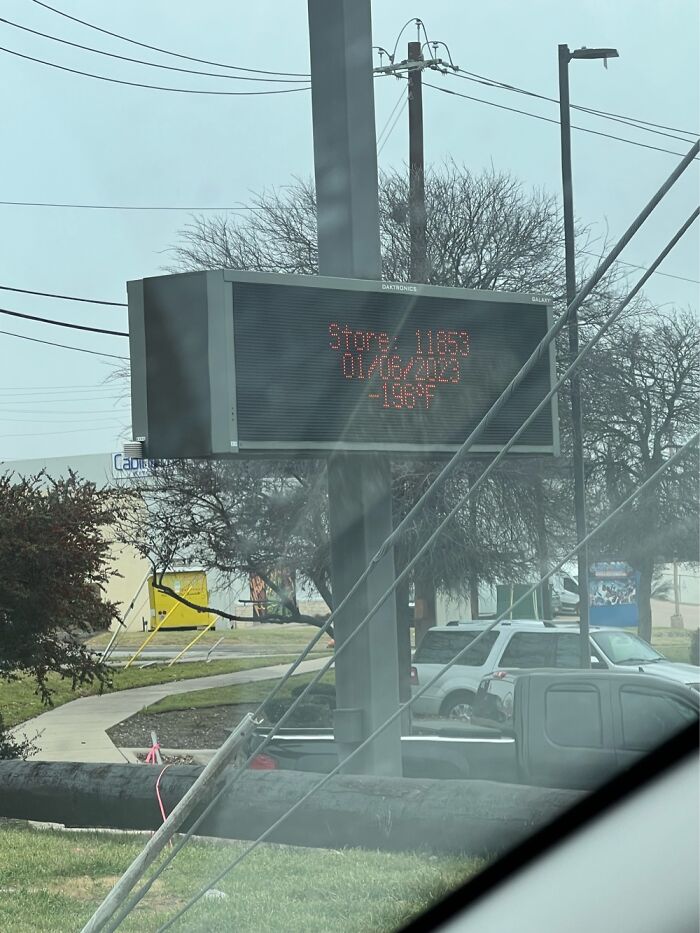 DAKTRONICS
GALAXY
Store: 11853
01/06/2023
-196°F